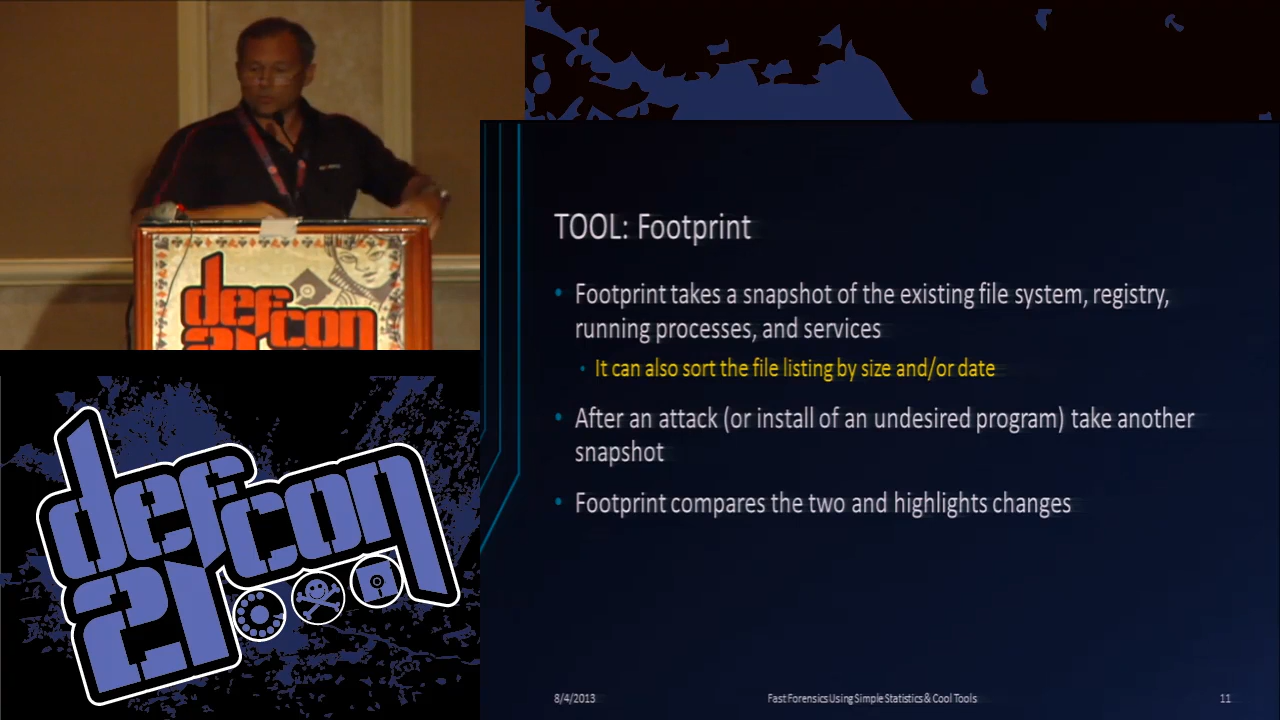 defcon
21
TOOL: Footprint
• Footprint takes a snapshot of the existing file system, registry,
running processes, and services
• It can also sort the file listing by size and/or date
• After an attack (or install of an undesired program) take another
snapshot
• Footprint compares the two and highlights changes
defcon
21
8/4/2013
Fast Forensics Using Simple Statistics & Cool Tools
11